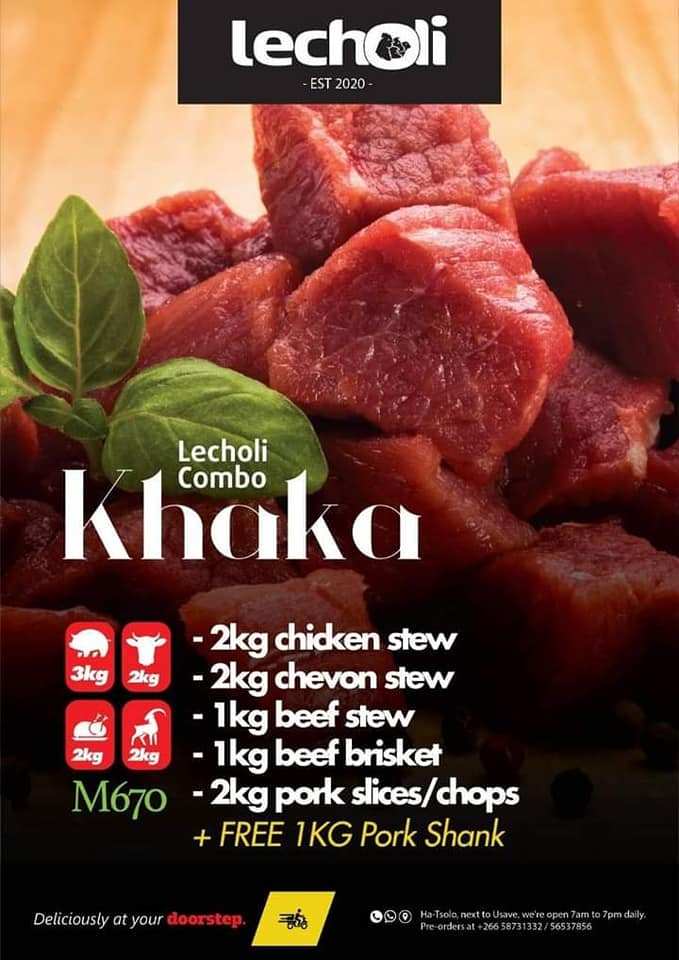 Lecholi
- EST 2020 -
Lecholi
Combo
Khaka
3kg
2kg
2kg
2kg
M670
- 2kg chicken stew
- 2kg chevon stew
- 1kg beef stew
- 1kg beef brisket
- 2kg pork slices/chops
+ FREE 1KG Pork Shank
Deliciously at your doorstep.
Ha-Tsolo, next to Usave, we're open 7am to 7pm daily.
Pre-orders at +266 58731332 / 56537856